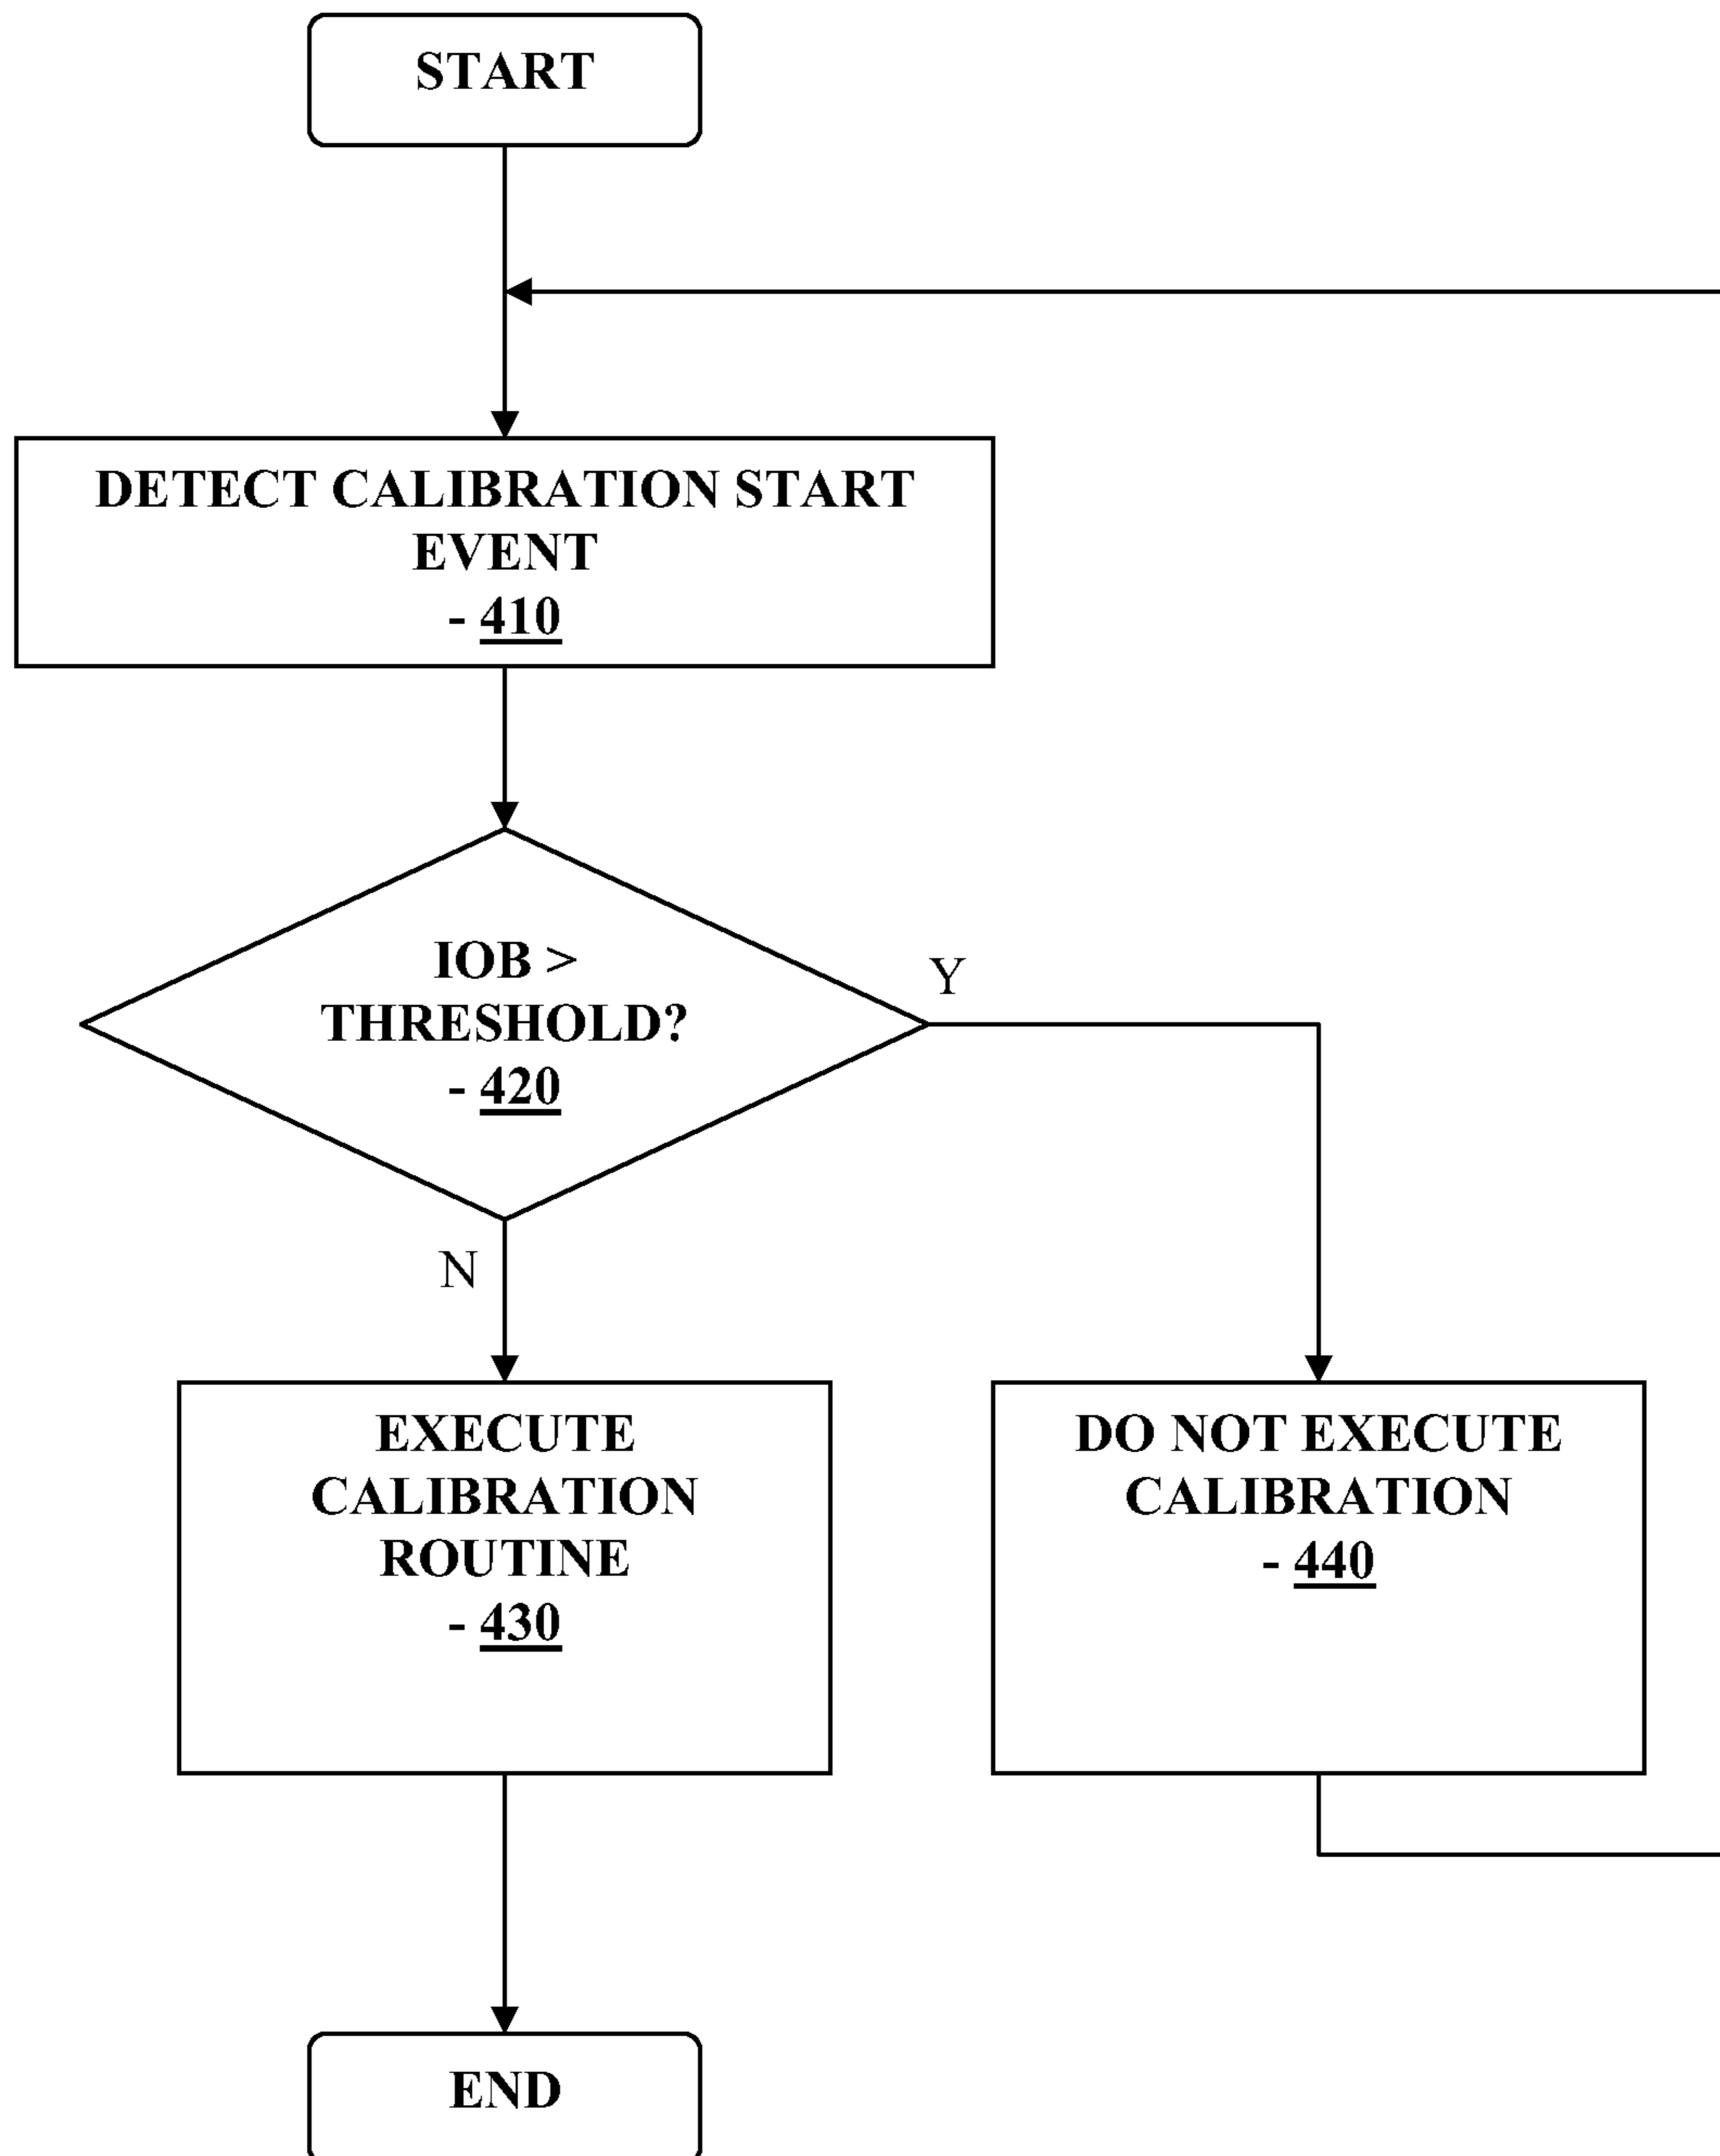 START
DETECT CALIBRATION START
EVENT
- 410
IOB >
THRESHOLD?
- 420
Y
N
EXECUTE
CALIBRATION
ROUTINE
- 430
DO NOT EXECUTE
CALIBRATION
- 440
END